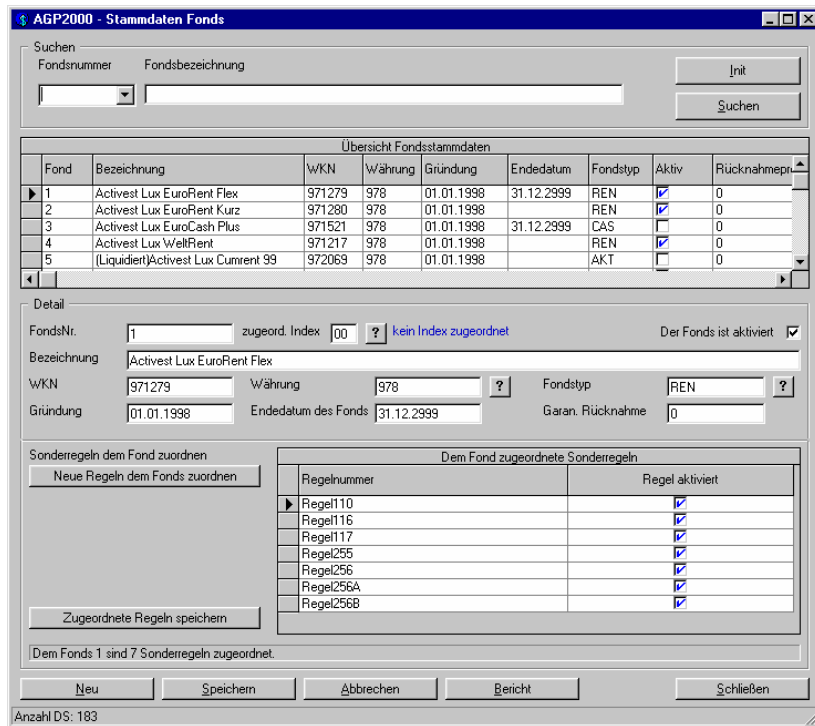 AGP2000 - Stammdaten Fonds
Suchen
Fondsnummer Fondsbezeichnung
Init
Suchen
Übersicht Fondsstammdaten
Fond Bezeichnung WKN Währung Gründung Endedatum Fondstyp Aktiv Rücknahmepr
1 Activest Lux EuroRent Flex 971279 978 01.01.1998 31.12.2999 REN 0
2 Activest Lux EuroRent Kurz 971280 978 01.01.1998 REN 0
3 Activest Lux EuroCash Plus 971521 978 01.01.1998 31.12.2999 CAS 0
4 Activest Lux WeltRent 971217 978 01.01.1998 REN 0
5 (Liquidiert)Activest Lux Cumrent 99 972069 978 01.01.1998 AKT 0
Detail
FondsNr. 1 zugeord. Index 00 ? kein Index zugeordnet Der Fonds ist aktiviert
Bezeichnung Activest Lux EuroRent Flex
WKN 971279 Währung 978 ? Fondstyp REN ?
Gründung 01.01.1998 Endedatum des Fonds 31.12.2999 Garan. Rücknahme 0
Sonderregeln dem Fond zuordnen
Neue Regeln dem Fonds zuordnen
Dem Fond zugeordnete Sonderregeln
Regelnummer Regel aktiviert
Regel110
Regel116
Regel117
Regel255
Regel256
Regel256A
Regel256B
Zugeordnete Regeln speichern
Dem Fonds 1 sind 7 Sonderregeln zugeordnet.
Neu Speichern Abbrechen Bericht Schließen
Anzahl DS: 183